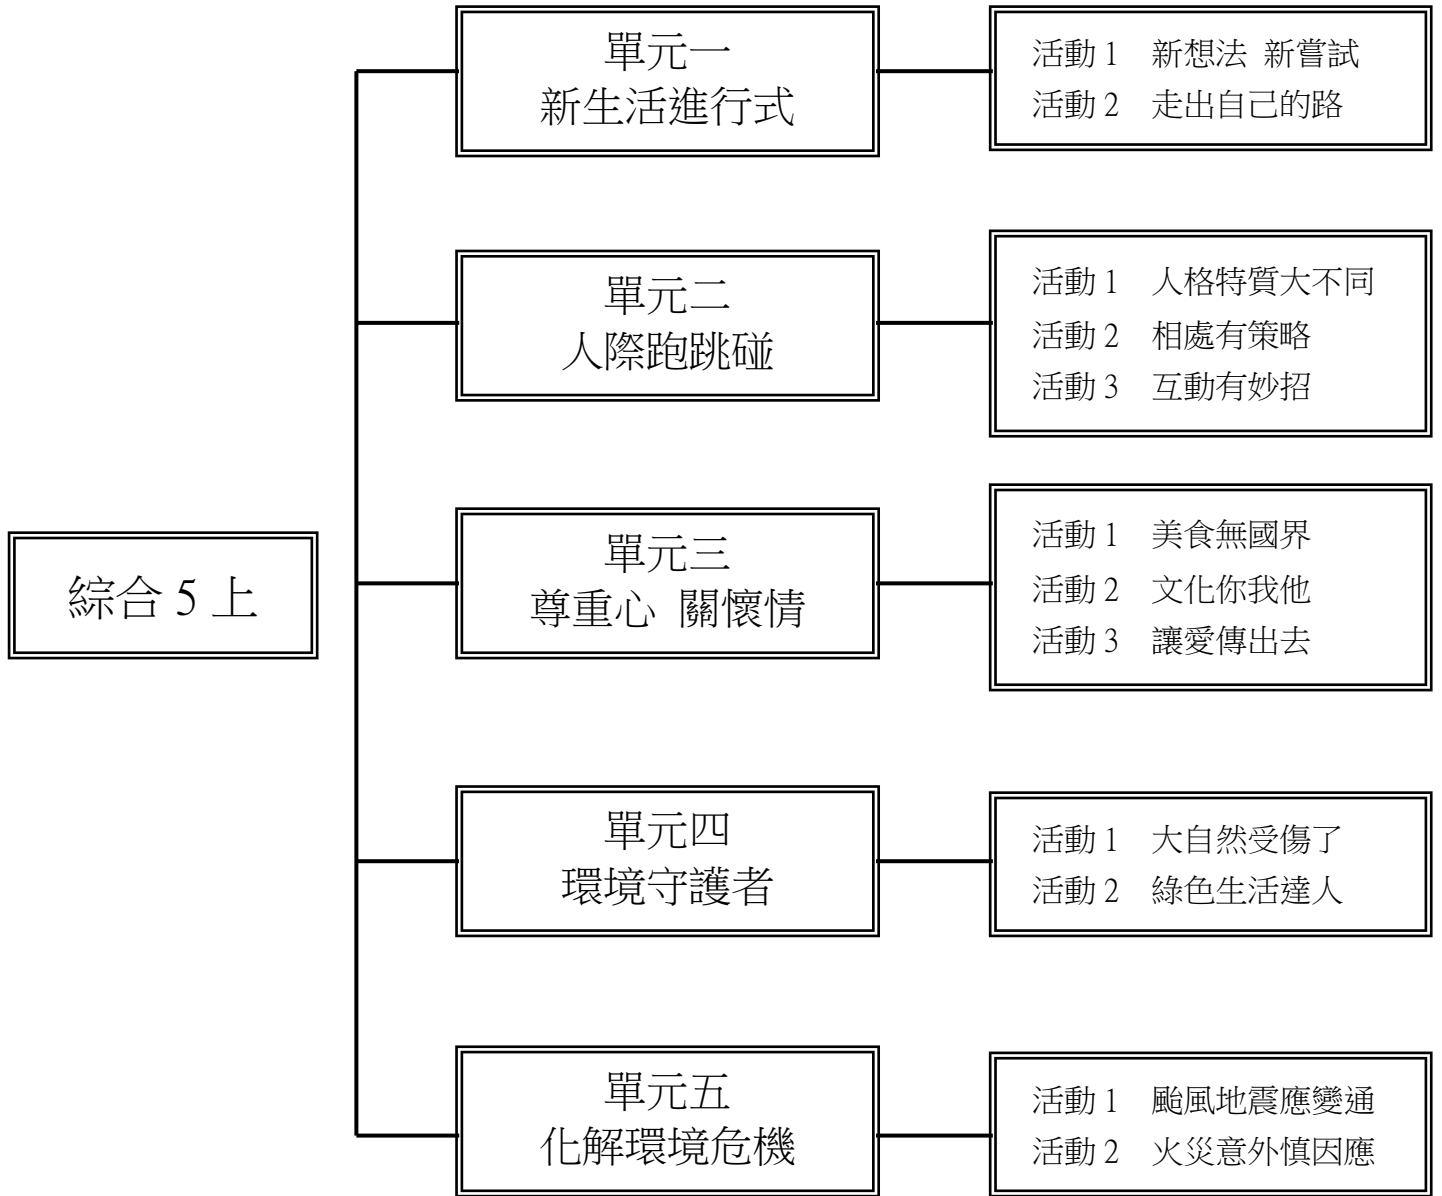 綜合 5 上
單元一
新生活進行式
活動 1 新想法 新嘗試
活動 2 走出自己的路
單元二
人際跑跳碰
活動 1 人格特質大不同
活動 2 相處有策略
活動 3 互動有妙招
單元三
尊重心 關懷情
活動 1 美食無國界
活動 2 文化你我他
活動 3 讓愛傳出去
單元四
環境守護者
活動 1 大自然受傷了
活動 2 綠色生活達人
單元五
化解環境危機
活動 1 颱風地震應變通
活動 2 火災意外慎因應